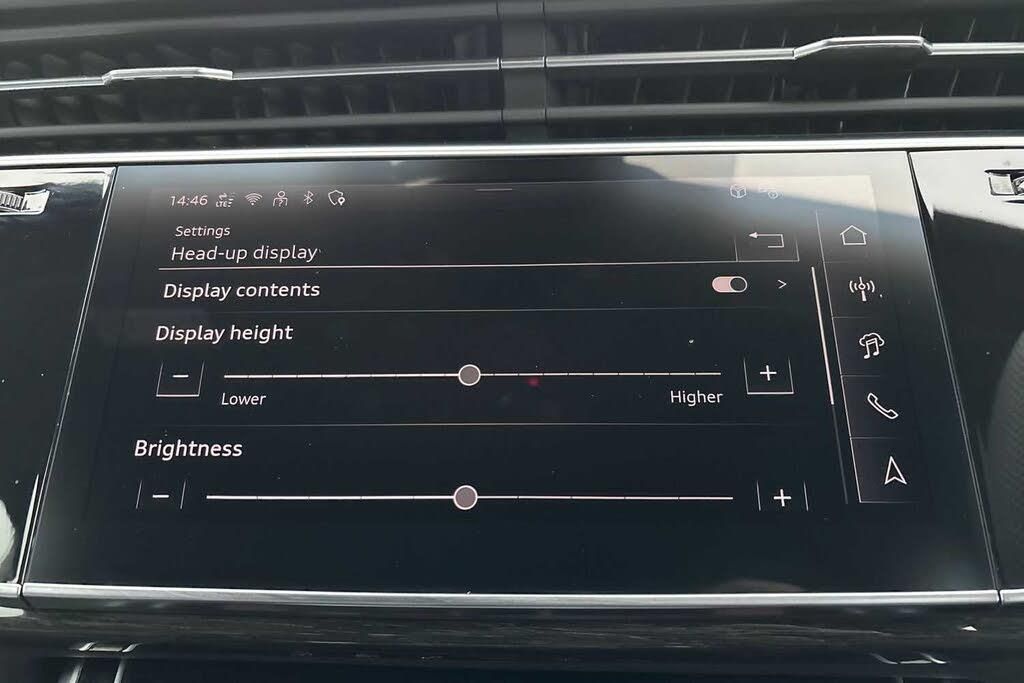 14:46 LTE
Settings
Head-up display
Display contents
Display height
Lower
Higher
Brightness